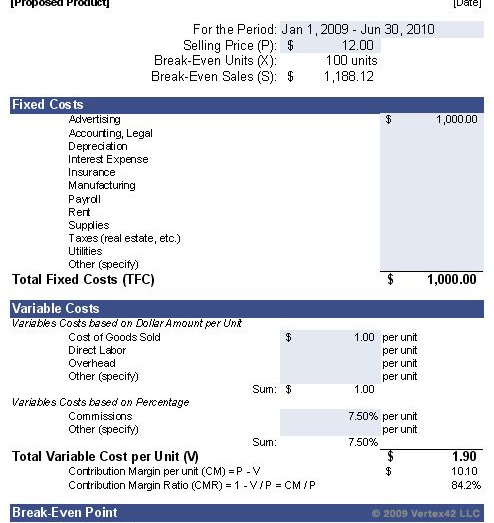 [Proposed Product] [Date]
For the Period: Jan 1, 2009 - Jun 30, 2010
Selling Price (P): $ 12.00
Break-Even Units (X): 100 units
Break-Even Sales (S): $ 1,188.12
Fixed Costs
Advertising $ 1,000.00
Accounting, Legal
Depreciation
Interest Expense
Insurance
Manufacturing
Payroll
Rent
Supplies
Taxes (real estate, etc.)
Utilities
Other (specify)
Total Fixed Costs (TFC) $ 1,000.00
Variable Costs
Variables Costs based on Dollar Amount per Unit
Cost of Goods Sold $ 1.00 per unit
Direct Labor per unit
Overhead per unit
Other (specify) per unit
Sum: $ 1.00
Variables Costs based on Percentage
Commissions 7.50% per unit
Other (specify) per unit
Sum: 7.50%
Total Variable Cost per Unit (V) $ 1.90
Contribution Margin per unit (CM) = P - V $ 10.10
Contribution Margin Ratio (CMR) = 1 - V / P = CM / P 84.2%
Break-Even Point © 2009 Vertex42 LLC